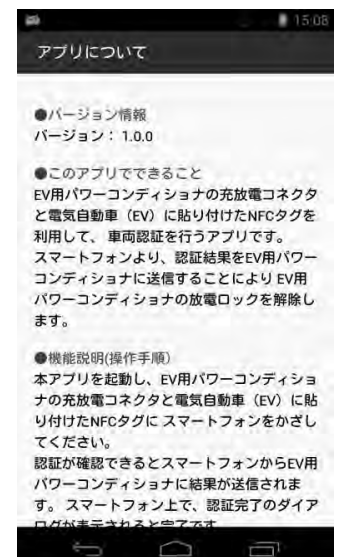 15:08
アプリについて
●バージョン情報
バージョン： 1.0.0
●このアプリでできること
EV用パワーコンディショナの充放電コネクタ
と電気自動車（EV）に貼り付けたNFCタグを
利用して、 車両認証を行うアプリです。
スマートフォンより、認証結果をEV用パワー
コンディショナに送信することにより EV用
パワーコンディショナの放電ロックを解除し
ます。
●機能説明(操作手順）
本アプリを起動し、EV用パワーコンディショ
ナの充放電コネクタと電気自動車（EV）に貼
り付けたNFCタグに スマートフォンをかざし
てください。
認証が確認できるとスマートフォンからEV用
パワーコンディショナに結果が送信されま
す。 スマートフォン上で、認証完了のダイア
ログが表示されると完了です